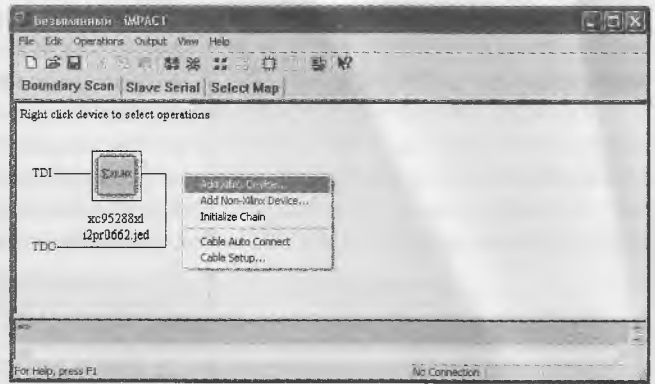 Безымянный - iMPACT
File Edit Operations Output View Help
Boundary Scan Slave Serial Select Map
Right click device to select operations
TDI
XILINX
xc95288xl
i2pr0662.jed
TDO
Add Xilinx Device...
Add Non-Xilinx Device...
Initialize Chain
Cable Auto Connect
Cable Setup...
For Help, press F1
No Connection